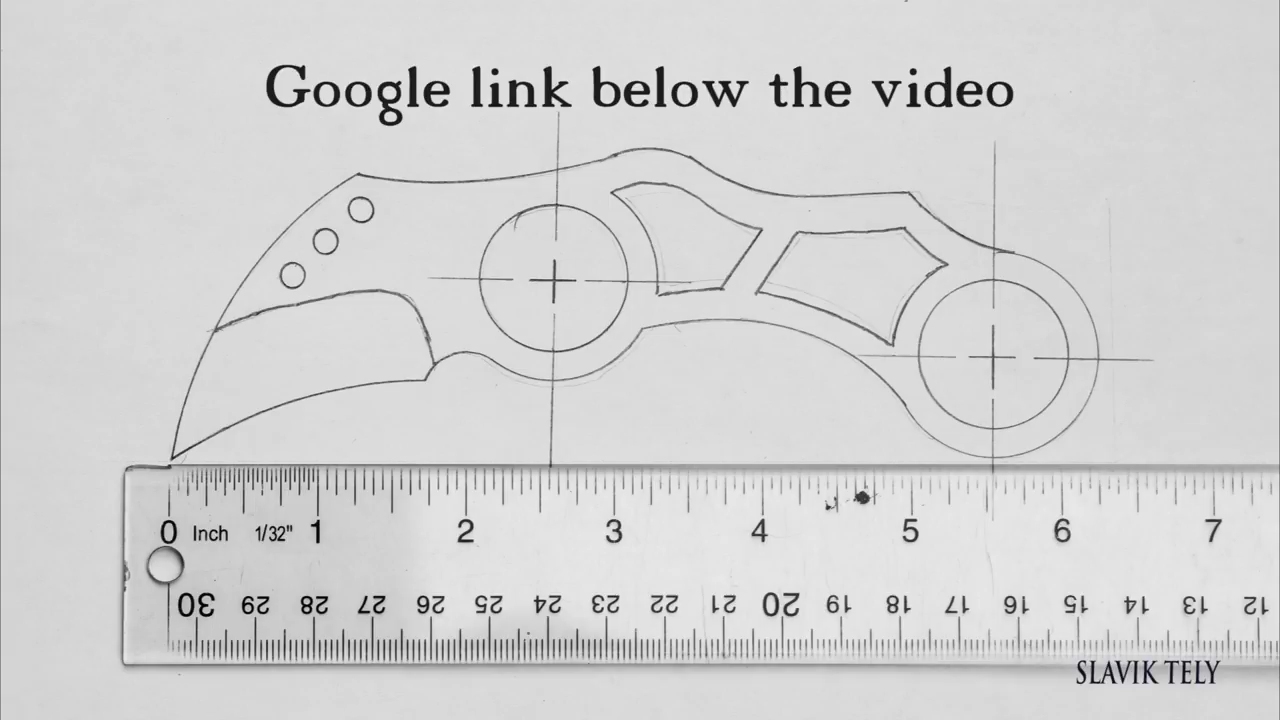 Google link below the video
0 Inch 1/32" 1 2 3 4 5 6 7
30 29 28 27 26 25 24 23 22 21 20 19 18 17 16 15 14 13 12
SLAVIK TELY